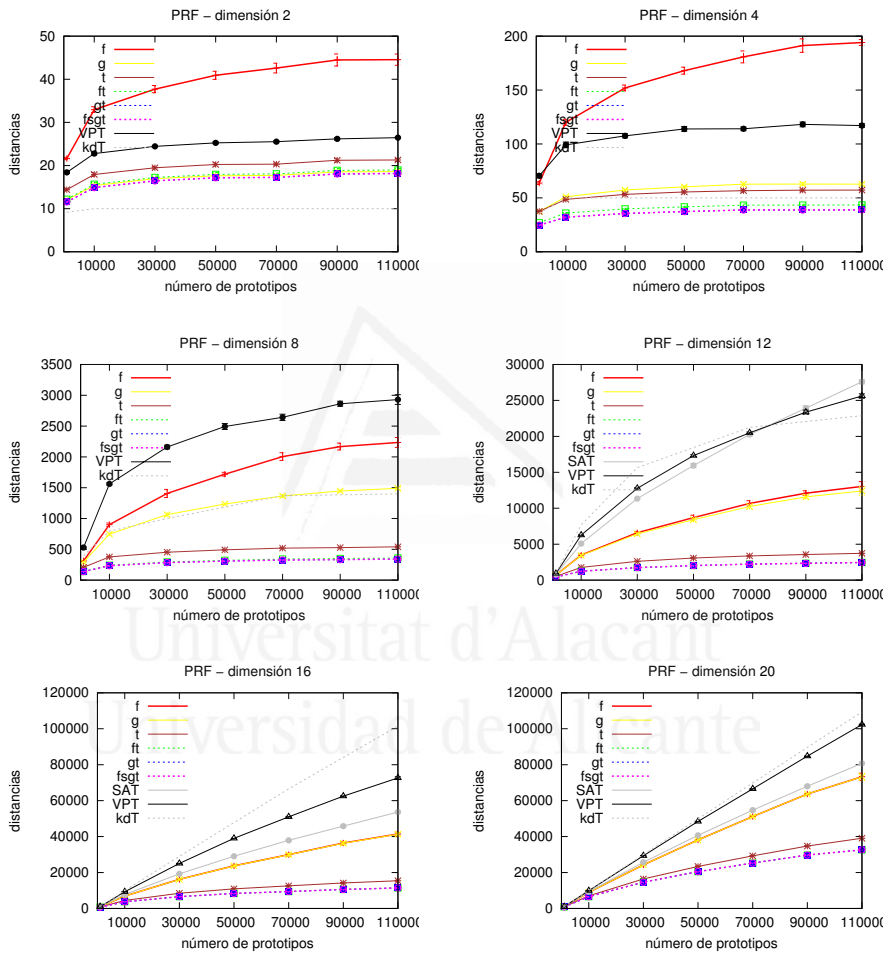 PRF − dimensión 2
50
40
30
20
10
0
10000 30000 50000 70000 90000 110000
distancias
número de prototipos
f
g
t
ft
gt
fsgt
VPT
kdT
PRF − dimensión 4
200
150
100
50
0
10000 30000 50000 70000 90000 110000
distancias
número de prototipos
f
g
t
ft
gt
fsgt
VPT
kdT
PRF − dimensión 8
3500
3000
2500
2000
1500
1000
500
0
10000 30000 50000 70000 90000 110000
distancias
número de prototipos
f
g
t
ft
gt
fsgt
VPT
kdT
PRF − dimensión 12
30000
25000
20000
15000
10000
5000
0
10000 30000 50000 70000 90000 110000
distancias
número de prototipos
f
g
t
ft
gt
fsgt
SAT
VPT
kdT
Universitat d'Alacant
Universidad de Alicante
PRF − dimensión 16
120000
100000
80000
60000
40000
20000
0
10000 30000 50000 70000 90000 110000
distancias
número de prototipos
f
g
t
ft
gt
fsgt
SAT
VPT
kdT
PRF − dimensión 20
120000
100000
80000
60000
40000
20000
0
10000 30000 50000 70000 90000 110000
distancias
número de prototipos
f
g
t
ft
gt
fsgt
SAT
VPT
kdT